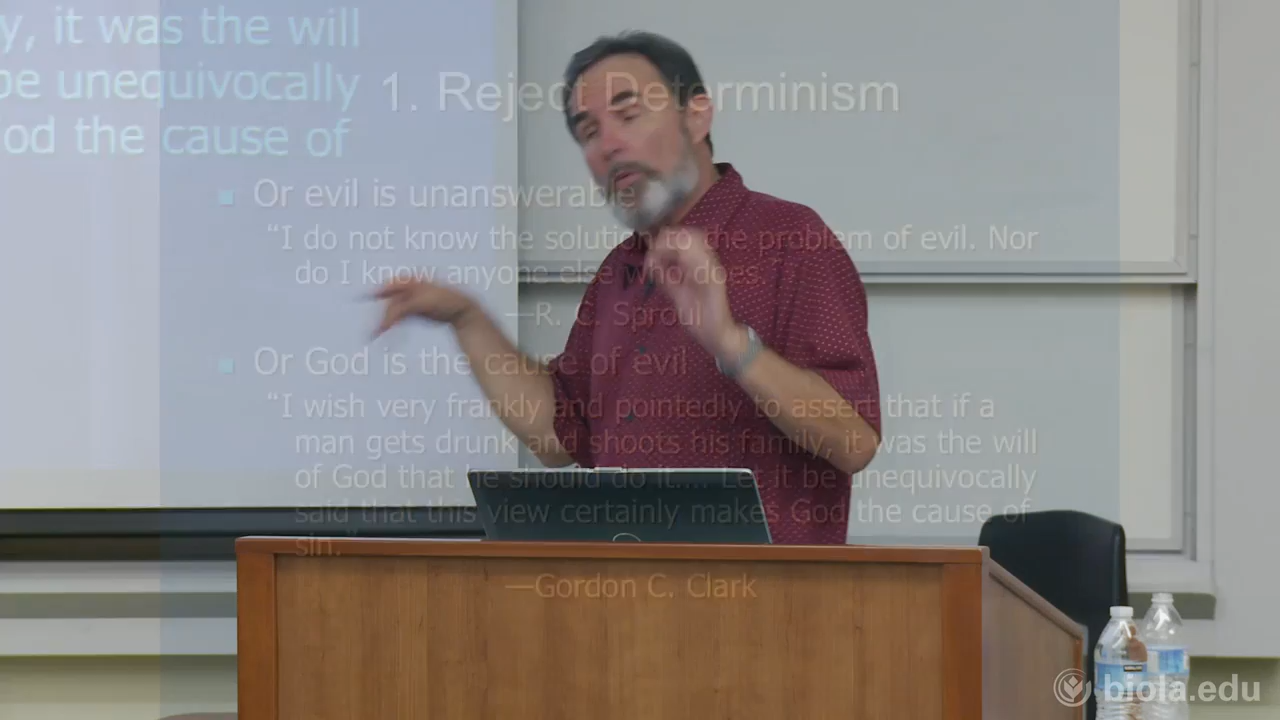 y, it was the will
be unequivocally
od the cause of
1. Reject Determinism
Or evil is unanswerable
“I do not know the solution to the problem of evil. Nor
do I know anyone else who does.”
—R. C. Sproul
Or God is the cause of evil
“I wish very frankly and pointedly to assert that if a
man gets drunk and shoots his family, it was the will
of God that he should do it.... Let it be unequivocally
said that this view certainly makes God the cause of
sin.
—Gordon C. Clark
biola.edu